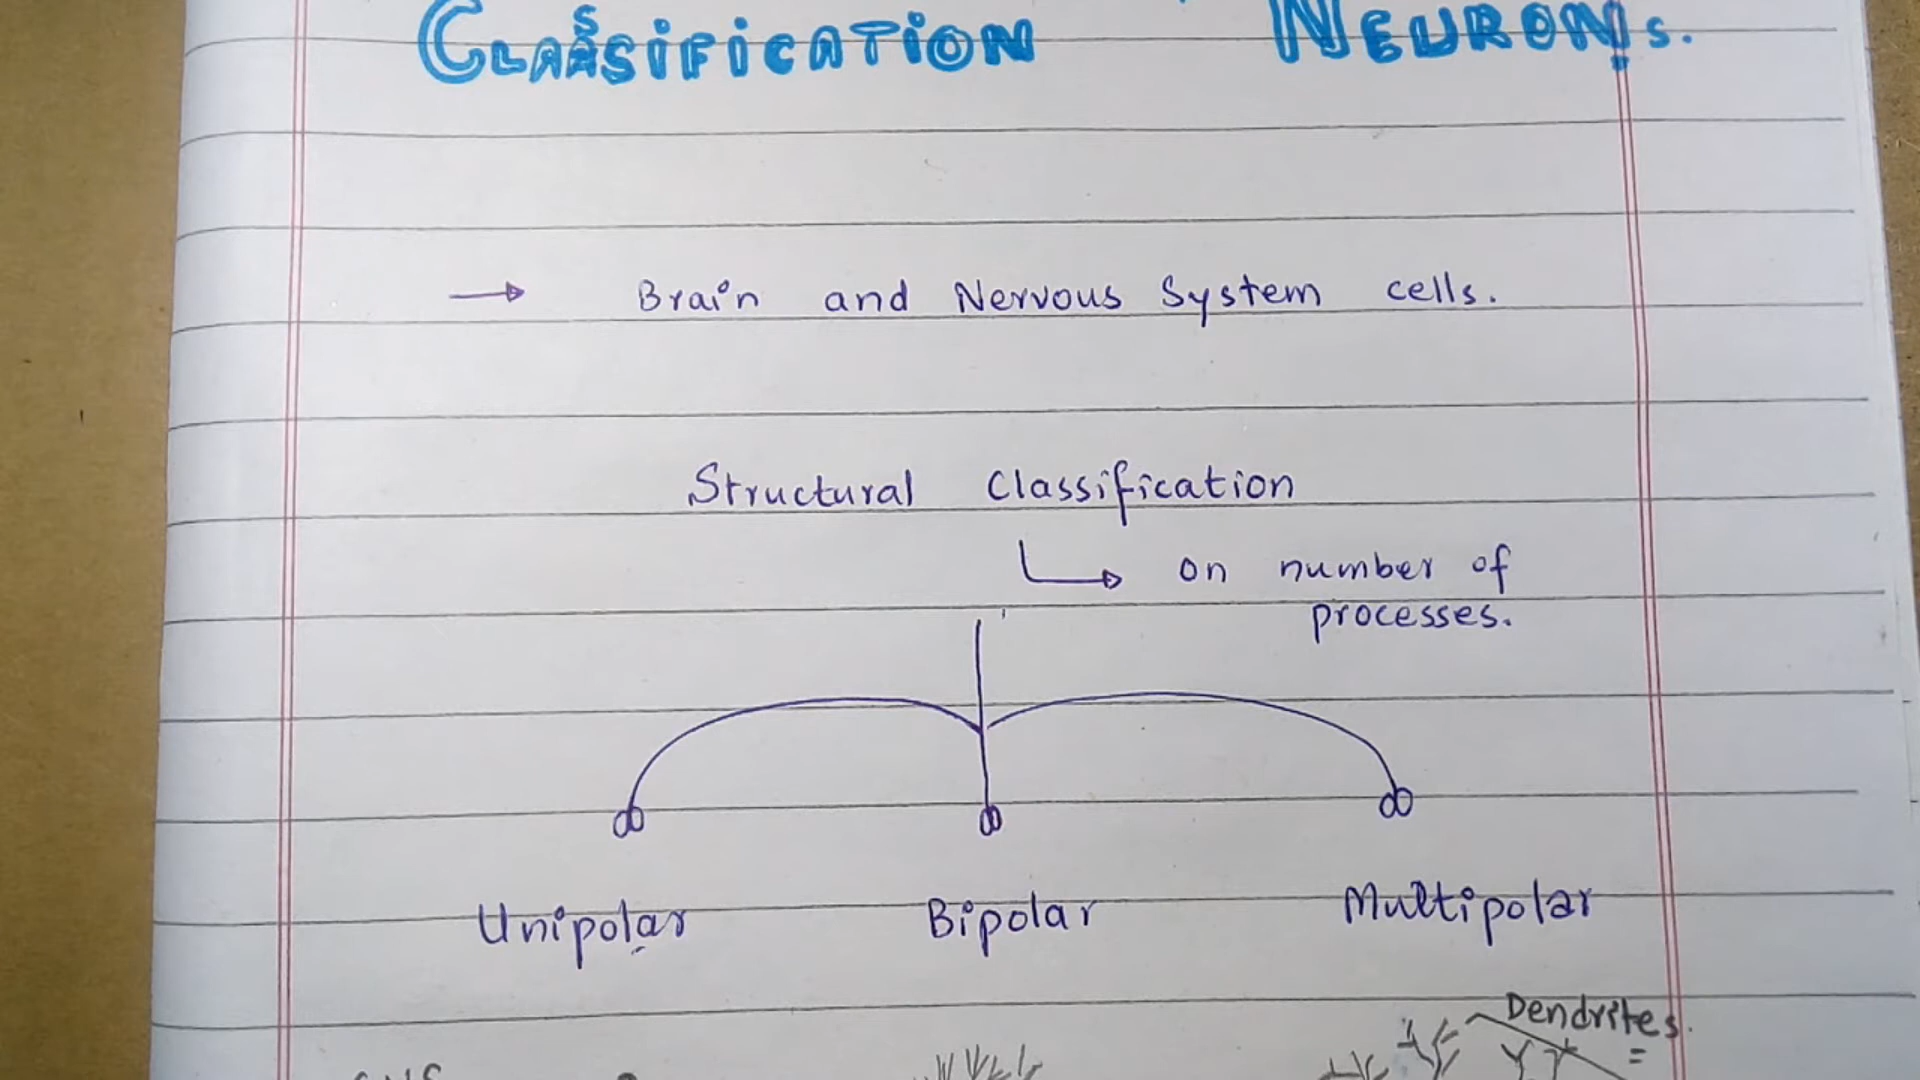 CLASSIFICATION NEURONs.
→ Brain and Nervous System cells.
Structural Classification
on number of
processes.
Unipolar Bipolar Multipolar
Dendrites.